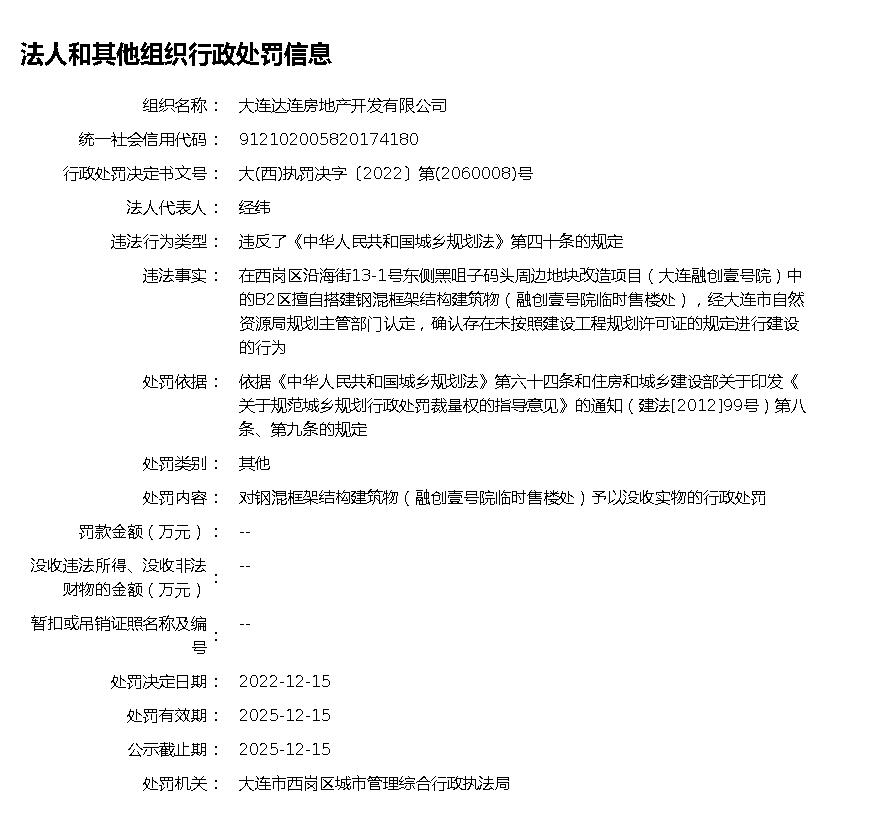 法人和其他组织行政处罚信息
组织名称： 大连达连房地产开发有限公司
统一社会信用代码： 912102005820174180
行政处罚决定书文号： 大(西)执罚决字〔2022〕第(2060008)号
法人代表人： 经纬
违法行为类型： 违反了《中华人民共和国城乡规划法》第四十条的规定
违法事实： 在西岗区沿海街13-1号东侧黑咀子码头周边地块改造项目（大连融创壹号院）中
的B2区擅自搭建钢混框架结构建筑物（融创壹号院临时售楼处），经大连市自然
资源局规划主管部门认定，确认存在未按照建设工程规划许可证的规定进行建设
的行为
处罚依据： 依据《中华人民共和国城乡规划法》第六十四条和住房和城乡建设部关于印发《
关于规范城乡规划行政处罚裁量权的指导意见》的通知（建法[2012]99号）第八
条、第九条的规定
处罚类别： 其他
处罚内容： 对钢混框架结构建筑物（融创壹号院临时售楼处）予以没收实物的行政处罚
罚款金额（万元）： --
没收违法所得、没收非法
财物的金额（万元）： --
暂扣或吊销证照名称及编
号： --
处罚决定日期： 2022-12-15
处罚有效期： 2025-12-15
公示截止期： 2025-12-15
处罚机关： 大连市西岗区城市管理综合行政执法局